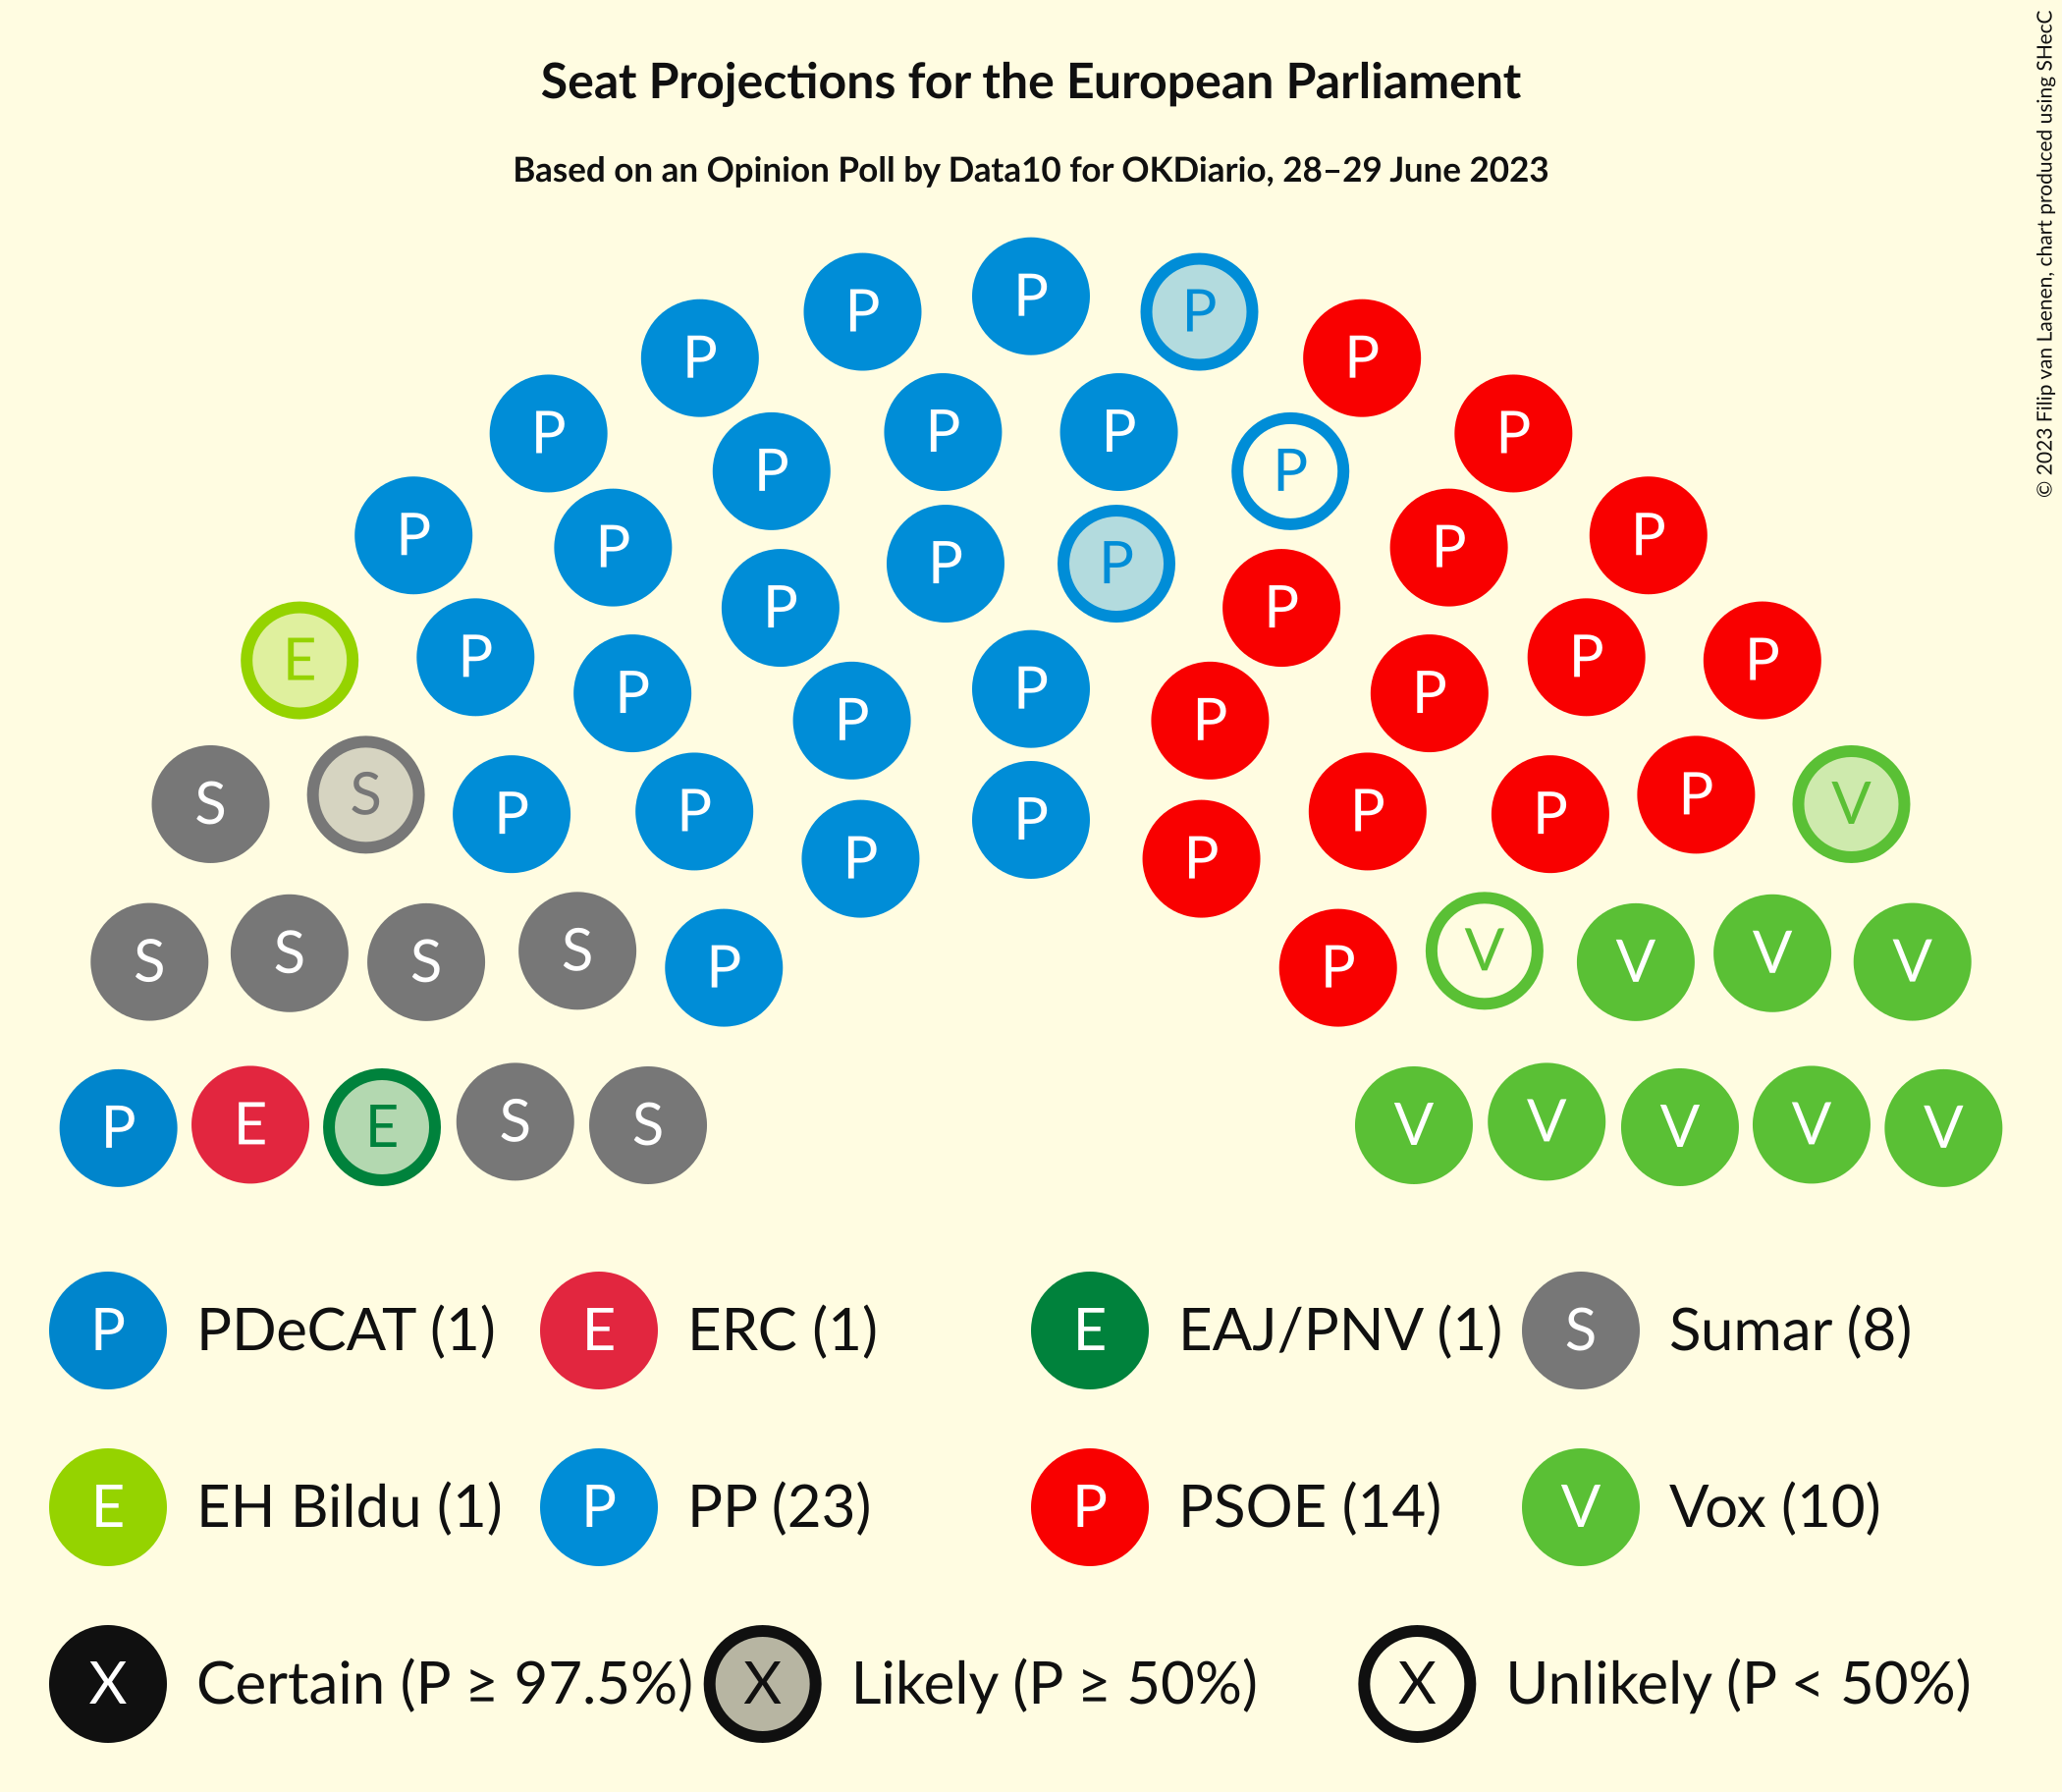 Seat Projections for the European Parliament
Based on an Opinion Poll by Data10 for OKDiario, 28–29 June 2023
© 2023 Filip van Laenen, chart produced using SHecC
P
P P
P P
P P
P P
P P
P P
P P
P P
P P
P P
E P P P
P P P P
P P
S S P P P P S V
P P P P
S S S S P P V V V V
P E E S S V V V V V
P PDeCAT (1) E ERC (1) E EAJ/PNV (1) S Sumar (8)
E EH Bildu (1) P PP (23) P PSOE (14) V Vox (10)
X Certain (P ≥ 97.5%) X Likely (P ≥ 50%) X Unlikely (P < 50%)